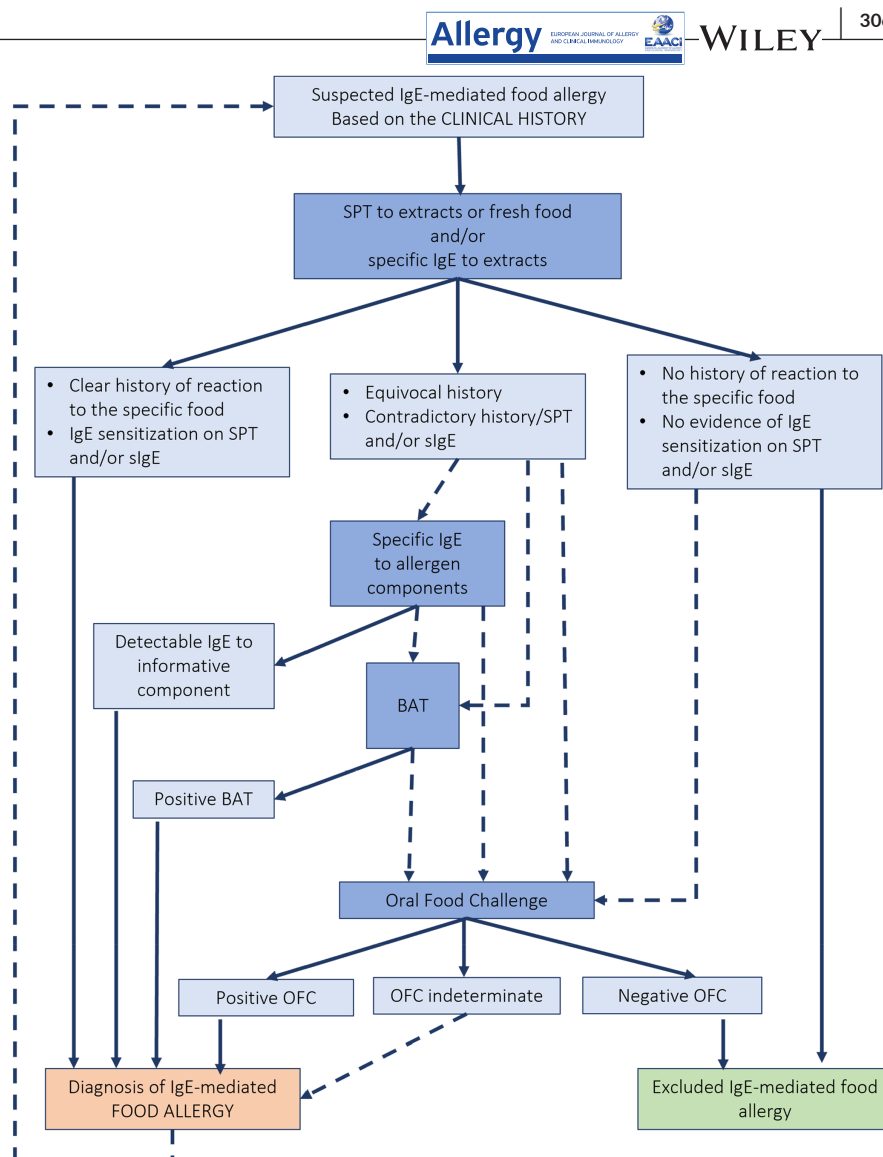 Allergy
EUROPEAN JOURNAL OF ALLERGY
AND CLINICAL IMMUNOLOGY
EAACI
WILEY
30
Suspected IgE-mediated food allergy
Based on the CLINICAL HISTORY
SPT to extracts or fresh food
and/or
specific IgE to extracts
• Clear history of reaction
to the specific food
• IgE sensitization on SPT
and/or sIgE
• Equivocal history
• Contradictory history/SPT
and/or sIgE
• No history of reaction to
the specific food
• No evidence of IgE
sensitization on SPT
and/or sIgE
Specific IgE
to allergen
components
Detectable IgE to
informative
component
BAT
Positive BAT
Oral Food Challenge
Positive OFC
OFC indeterminate
Negative OFC
Diagnosis of IgE-mediated
FOOD ALLERGY
Excluded IgE-mediated food
allergy